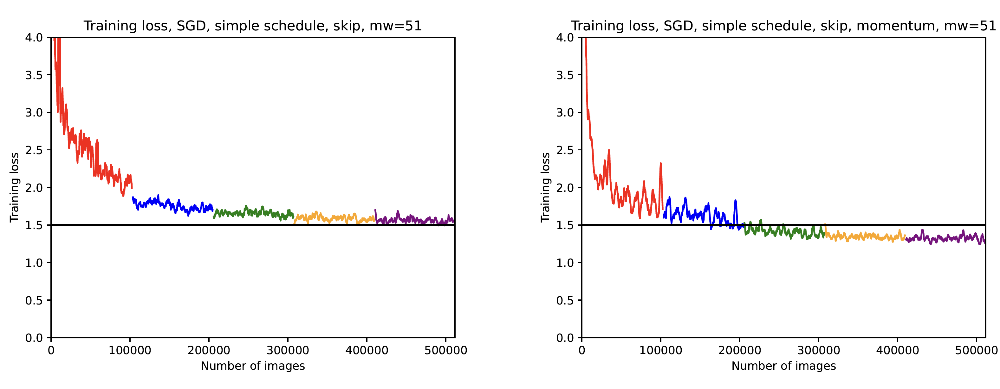 Training loss, SGD, simple schedule, skip, mw=51
4.0
3.5
3.0
2.5
2.0
1.5
1.0
0.5
0.0
Training loss
0 100000 200000 300000 400000 500000
Number of images
Training loss, SGD, simple schedule, skip, momentum, mw=51
4.0
3.5
3.0
2.5
2.0
1.5
1.0
0.5
0.0
Training loss
0 100000 200000 300000 400000 500000
Number of images